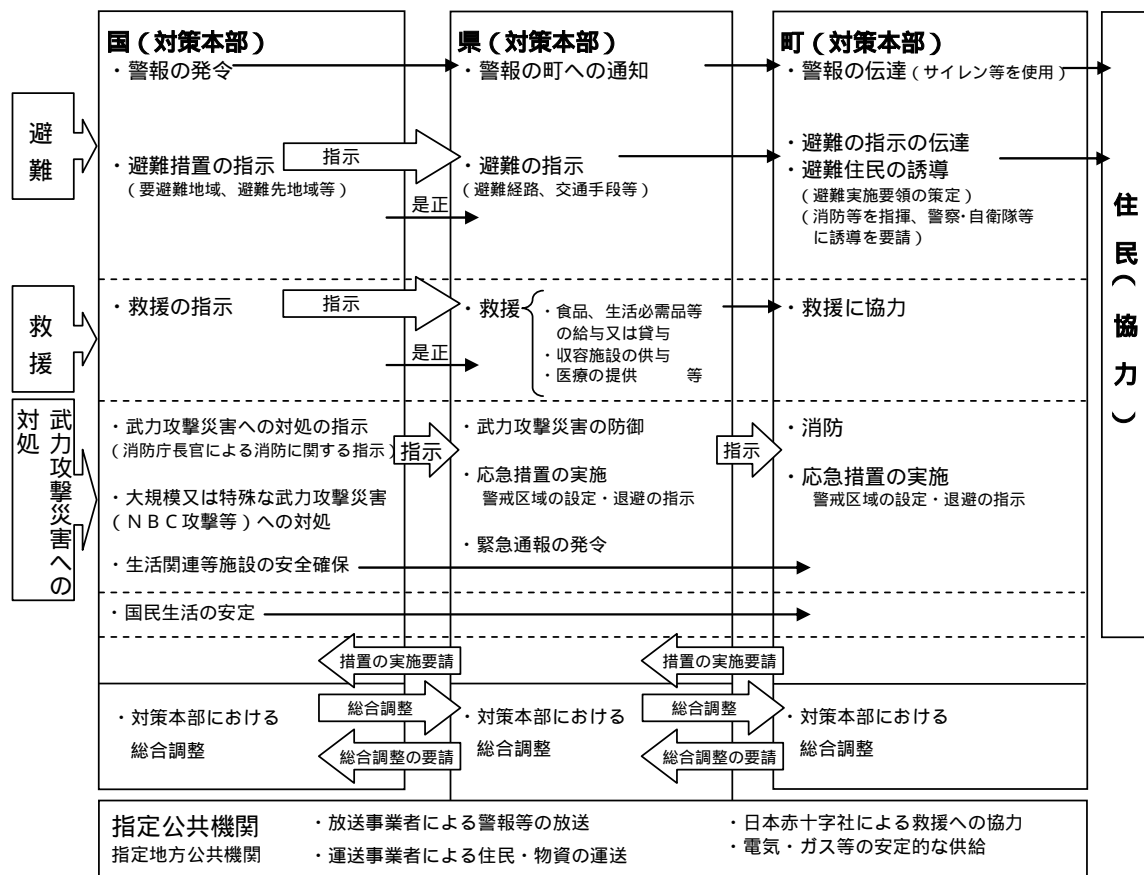 国（対策本部）
・警報の発令
・避難措置の指示
（要避難地域、避難先地域等）
・救援の指示
・武力攻撃災害への対処の指示
（消防庁長官による消防に関する指示）
・大規模又は特殊な武力攻撃災害
（ＮＢＣ攻撃等）への対処
・生活関連等施設の安全確保
・国民生活の安定
・対策本部における
総合調整
県（対策本部）
・警報の町への通知
・避難の指示
（避難経路、交通手段等）
・救援
・食品、生活必需品等
の給与又は貸与
・収容施設の供与
・医療の提供　　等
・武力攻撃災害の防御
・応急措置の実施
警戒区域の設定・退避の指示
・緊急通報の発令
・対策本部における
総合調整
町（対策本部）
・警報の伝達（サイレン等を使用）
・避難の指示の伝達
・避難住民の誘導
（避難実施要領の策定）
（消防等を指揮、警察・自衛隊等
に誘導を要請）
・救援に協力
・消防
・応急措置の実施
警戒区域の設定・退避の指示
・対策本部における
総合調整
避難
救援
武力攻撃災害への
対処
指示
是正
指示
是正
指示
指示
措置の実施要請
措置の実施要請
総合調整
総合調整
総合調整の要請
総合調整の要請
住民（協力）
指定公共機関
指定地方公共機関
・放送事業者による警報等の放送
・運送事業者による住民・物資の運送
・日本赤十字社による救援への協力
・電気・ガス等の安定的な供給